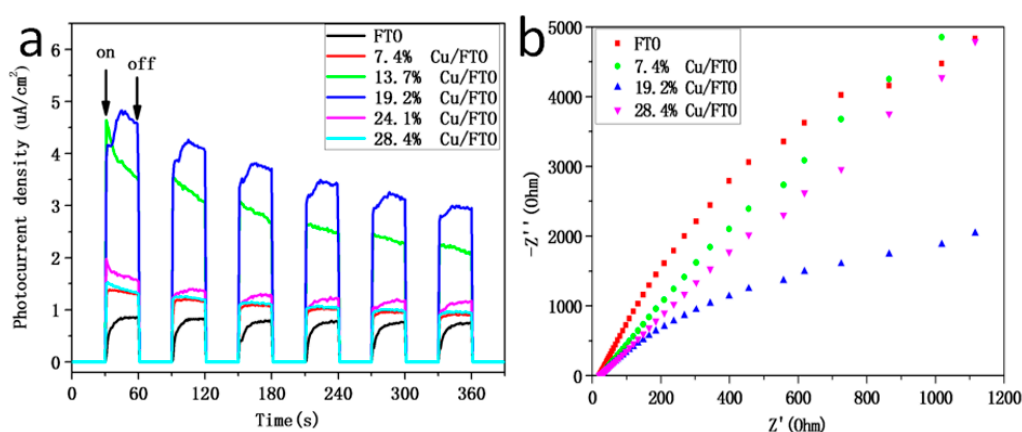 a
Photocurrent density (uA/cm²)
6
5
4
3
2
1
0
on
off
FTO
7.4% Cu/FTO
13.7% Cu/FTO
19.2% Cu/FTO
24.1% Cu/FTO
28.4% Cu/FTO
0 60 120 180 240 300 360
Time(s)
b
-Z''(Ohm)
5000
4000
3000
2000
1000
0
FTO
7.4% Cu/FTO
19.2% Cu/FTO
28.4% Cu/FTO
0 200 400 600 800 1000 1200
Z'(Ohm)